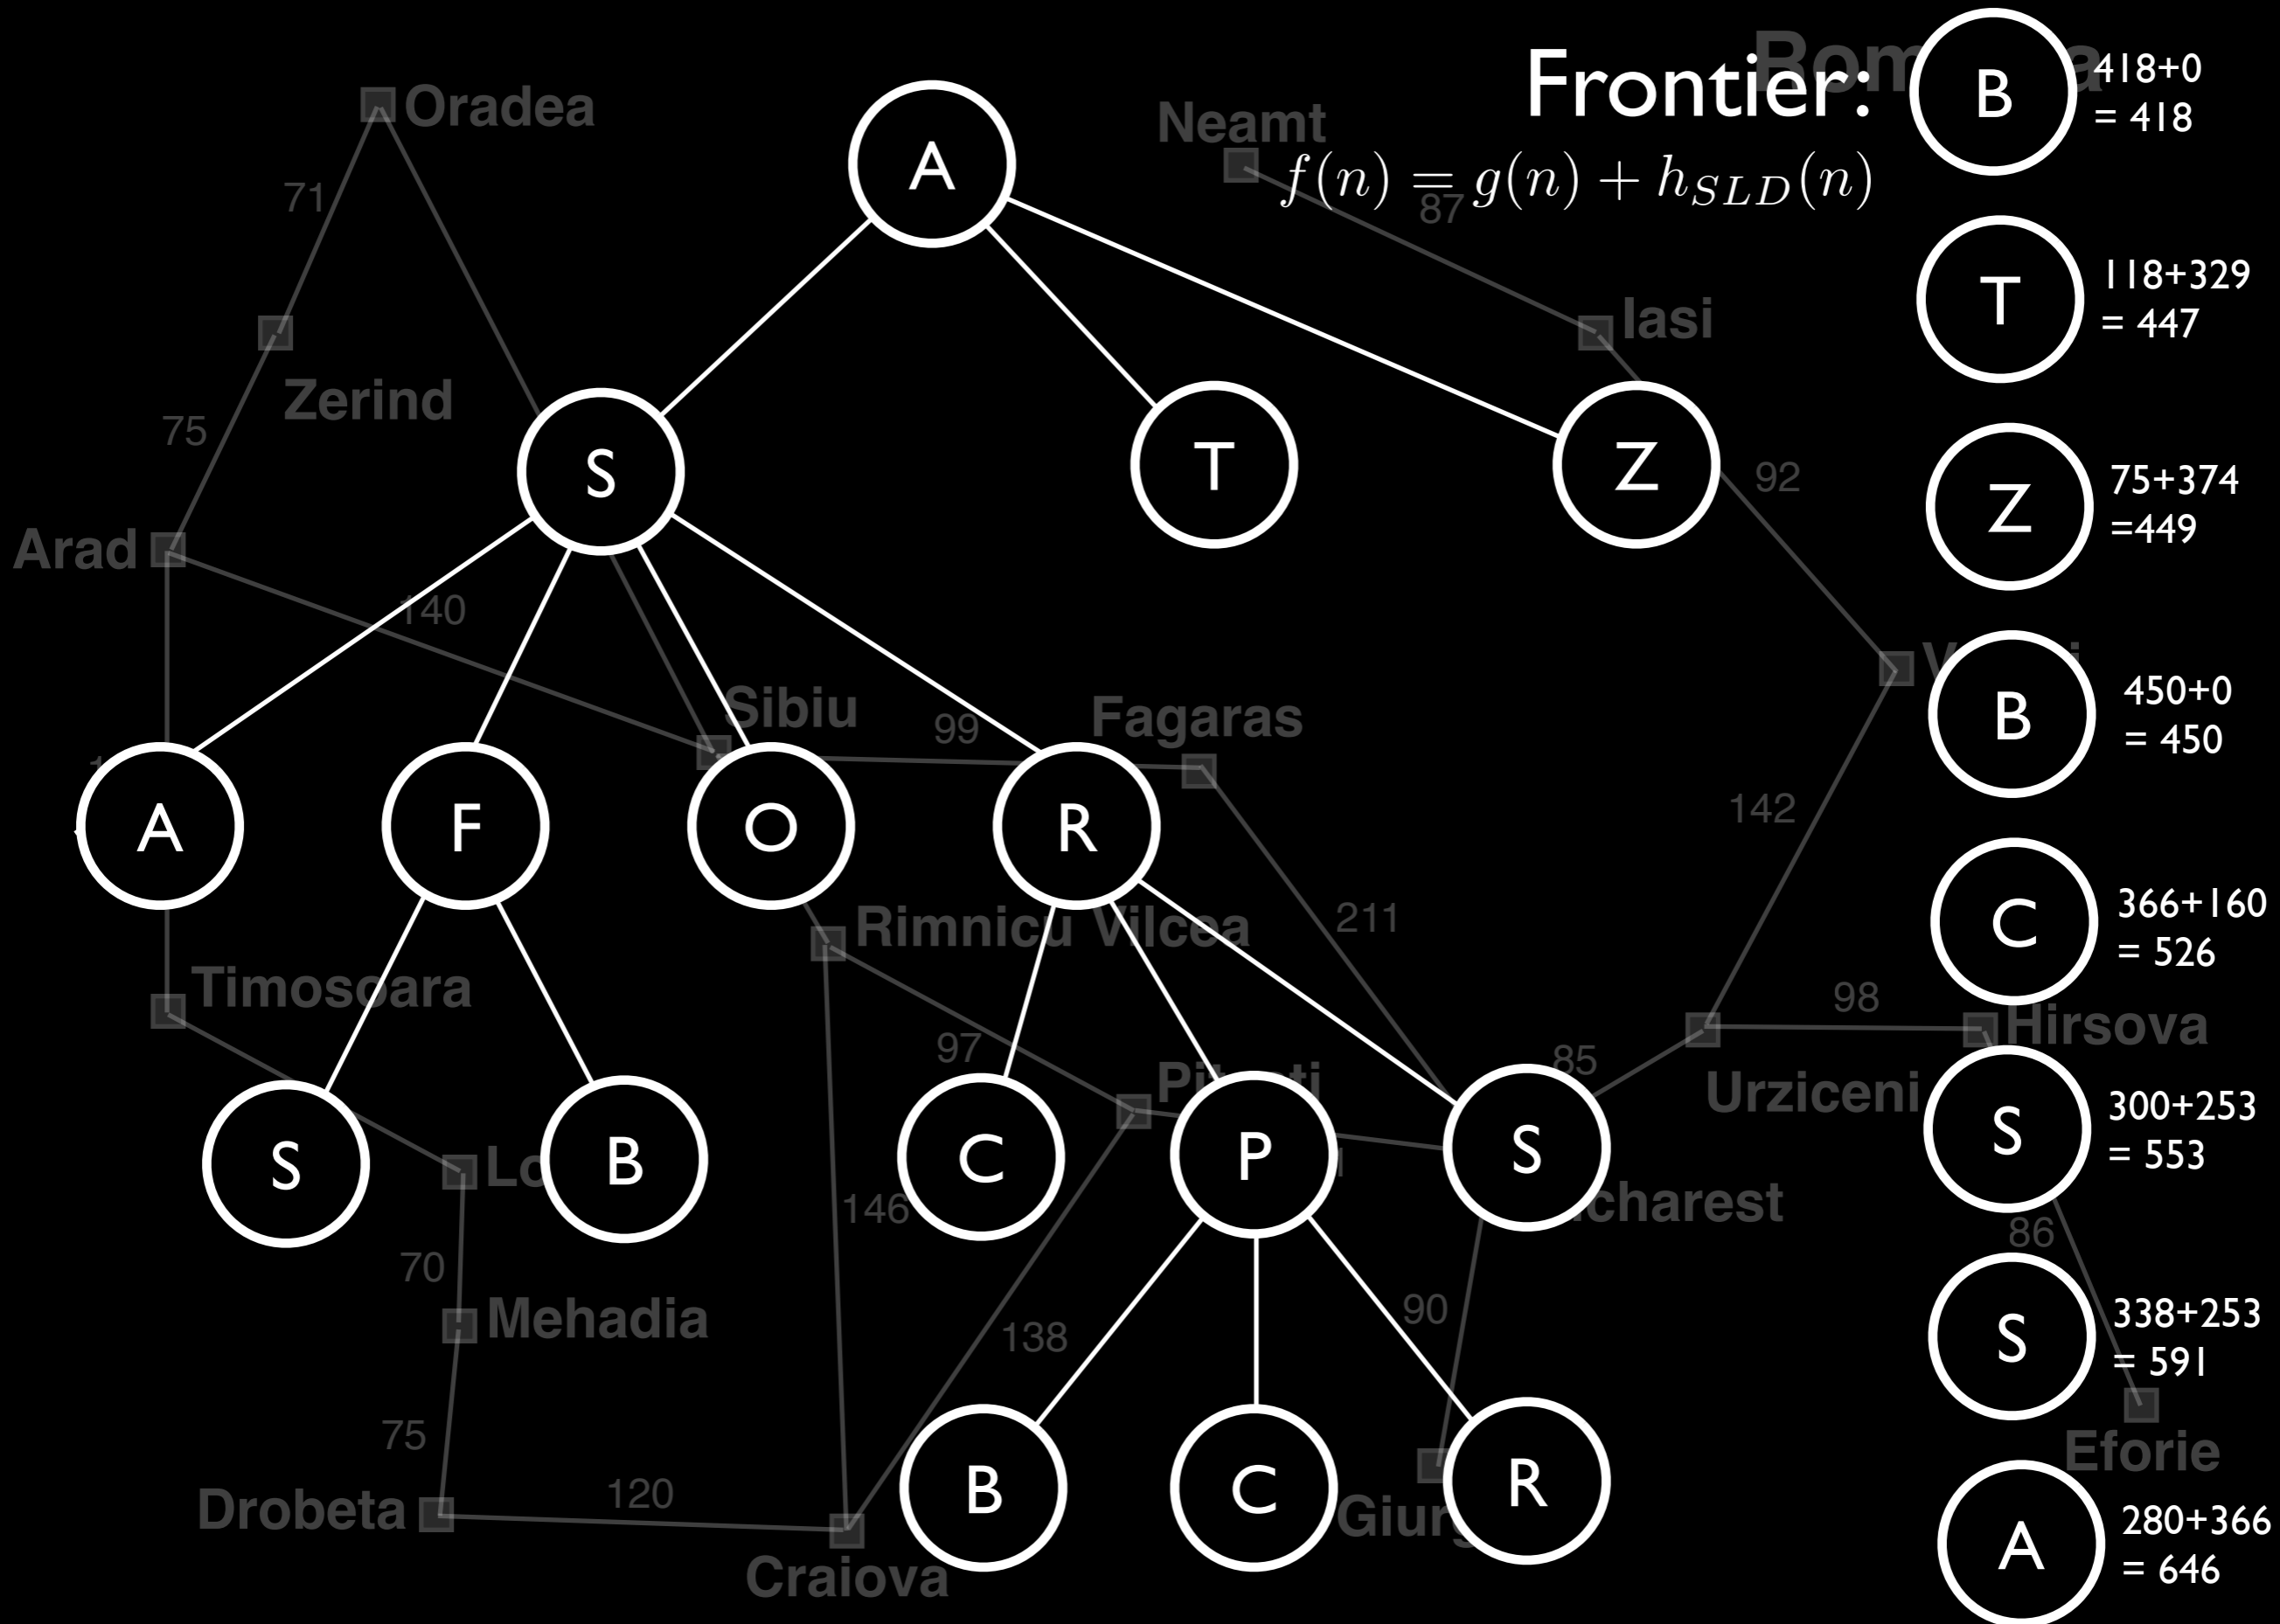 Frontier:
f(n) = g(n) + hSLD(n)
B
418+0
= 418
T
118+329
= 447
Z
75+374
=449
B
450+0
= 450
C
366+160
= 526
S
300+253
= 553
S
338+253
= 591
A
280+366
= 646
A
S
T
Z
A
F
O
R
S
B
C
P
S
B
C
R
Oradea
Neamt
71
87
Zerind
Iasi
75
92
Arad
140
Sibiu
99
Fagaras
142
Rimnicu Vilcea
211
Timosoara
98
Hirsova
97
85
Urziceni
146
charest
86
70
Mehadia
138
90
75
Eforie
Drobeta
120
Craiova